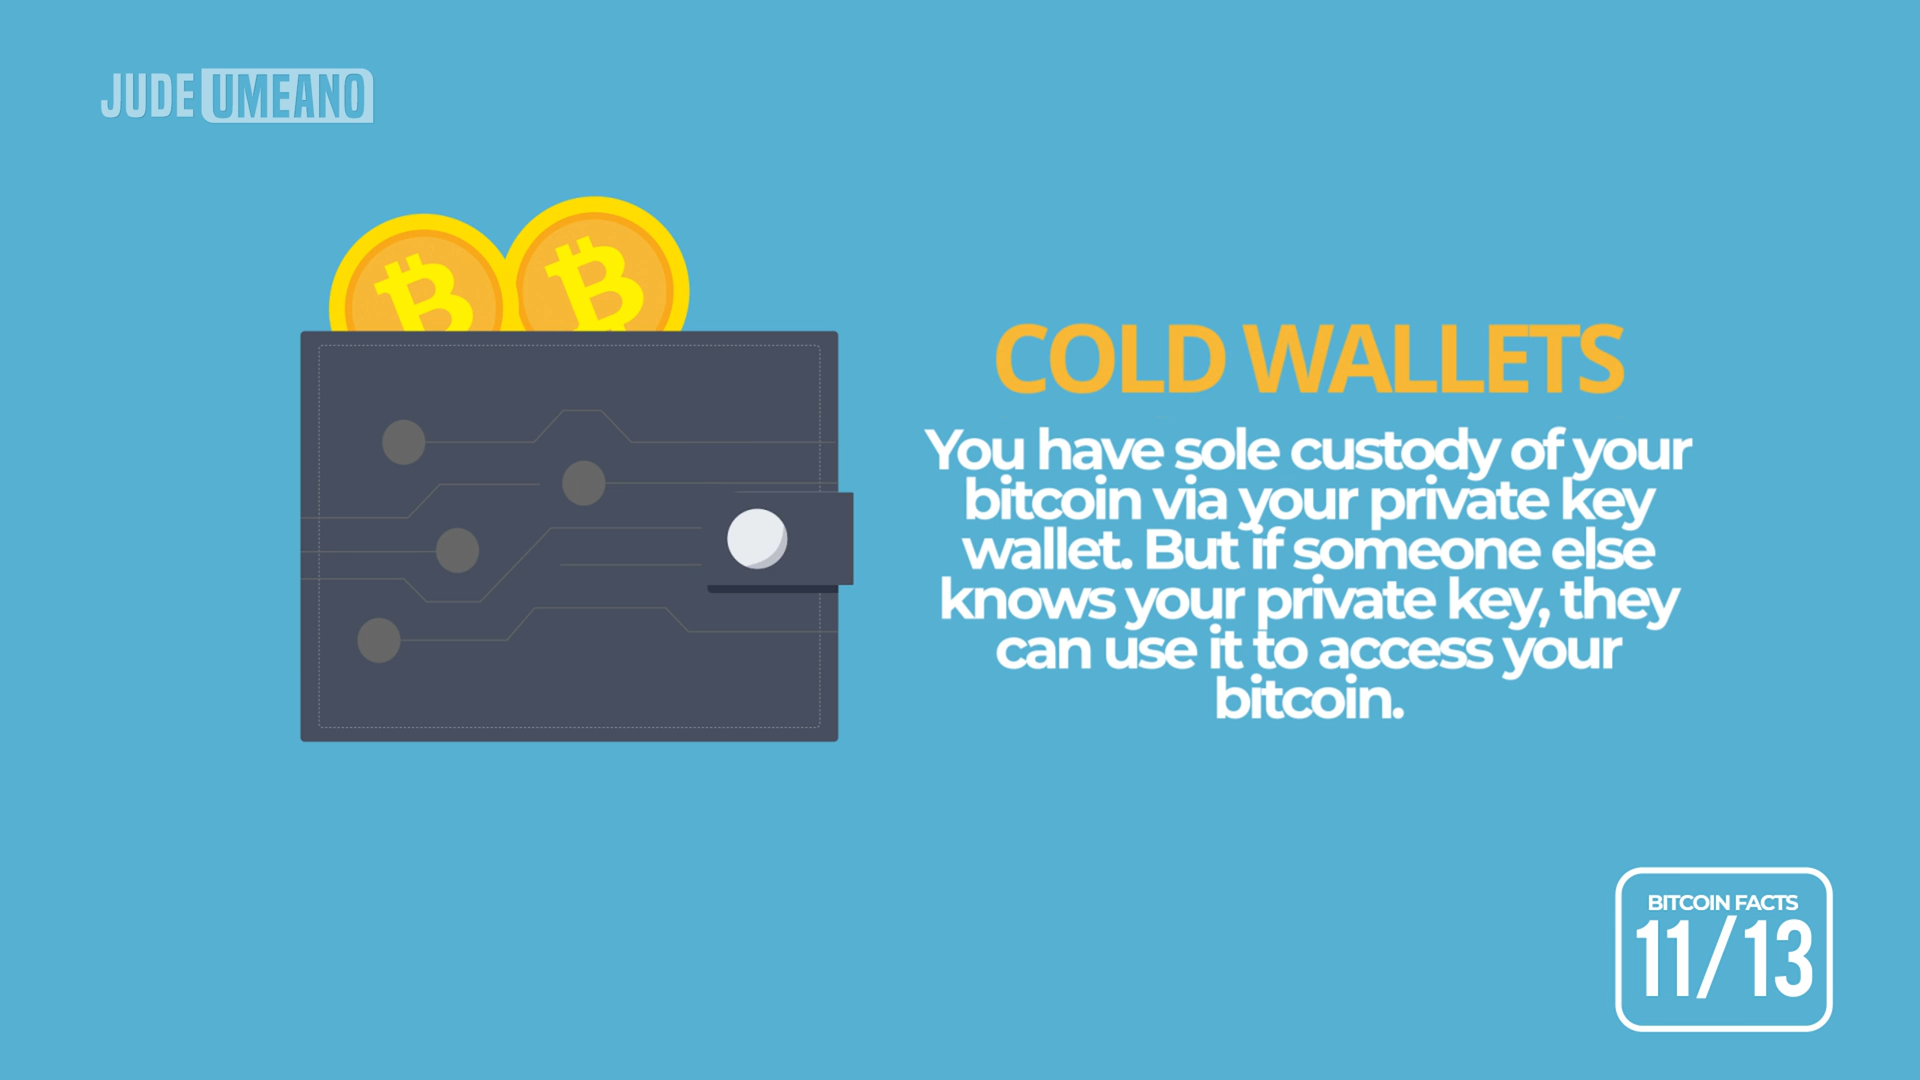 JUDE UMEANO
COLD WALLETS
You have sole custody of your
bitcoin via your private key
wallet. But if someone else
knows your private key, they
can use it to access your
bitcoin.
BITCOIN FACTS
11/13